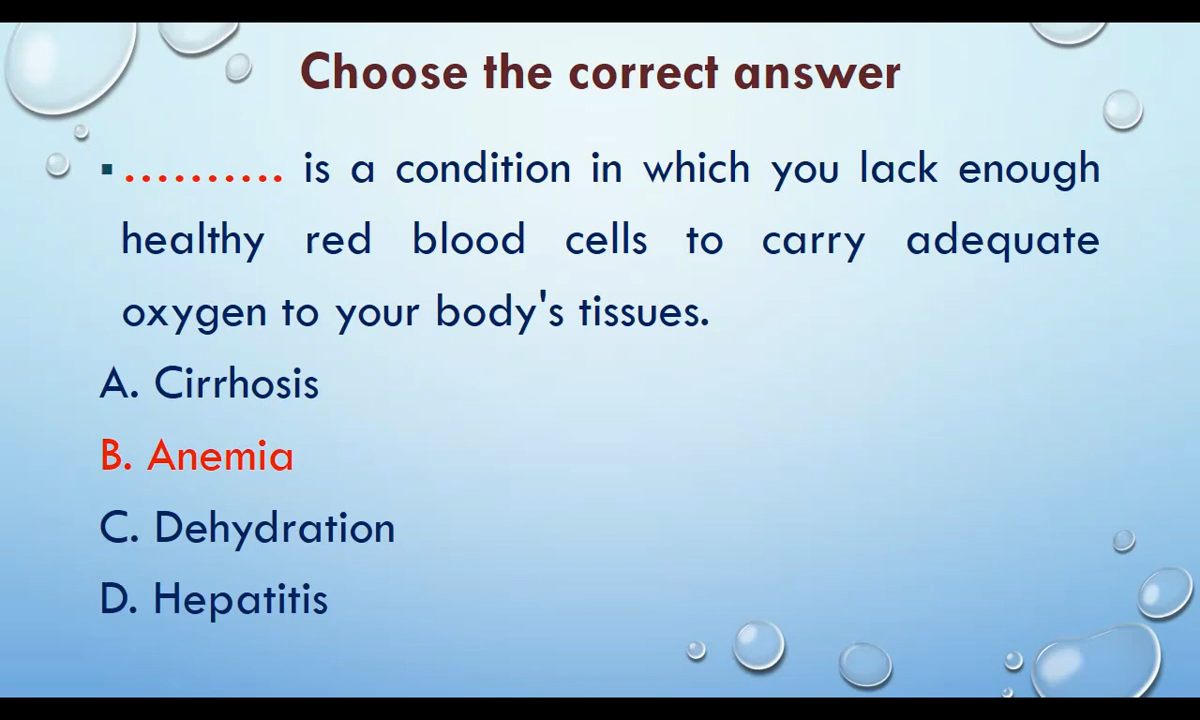 Choose the correct answer
▪ ………. is a condition in which you lack enough
healthy red blood cells to carry adequate
oxygen to your body's tissues.
A. Cirrhosis
B. Anemia
C. Dehydration
D. Hepatitis